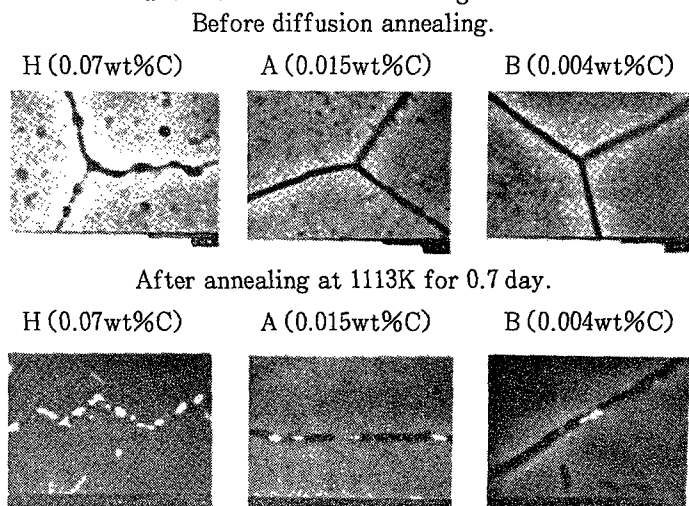 Before diffusion annealing.
H (0.07wt%C) A (0.015wt%C) B (0.004wt%C)
After annealing at 1113K for 0.7 day.
H (0.07wt%C) A (0.015wt%C) B (0.004wt%C)